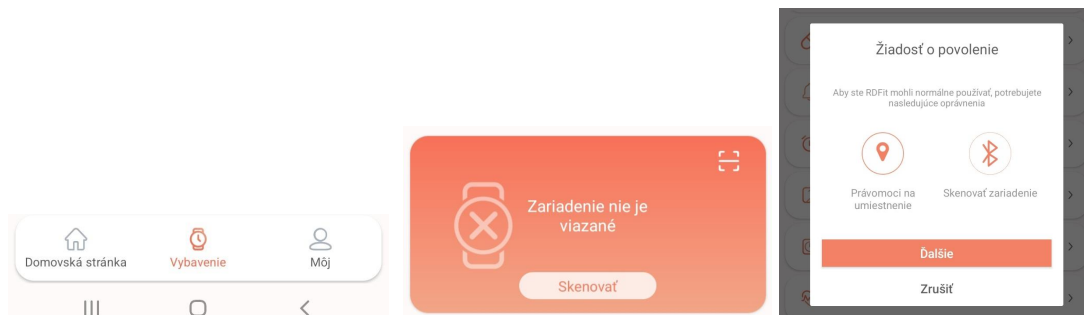 Domovská stránka
Vybavenie
Môj
Zariadenie nie je
viazané
Skenovať
Žiadosť o povolenie
Aby ste RDFit mohli normálne používať, potrebujete
nasledujúce oprávnenia
Právomoci na
umiestnenie
Skenovať zariadenie
Ďalšie
Zrušiť